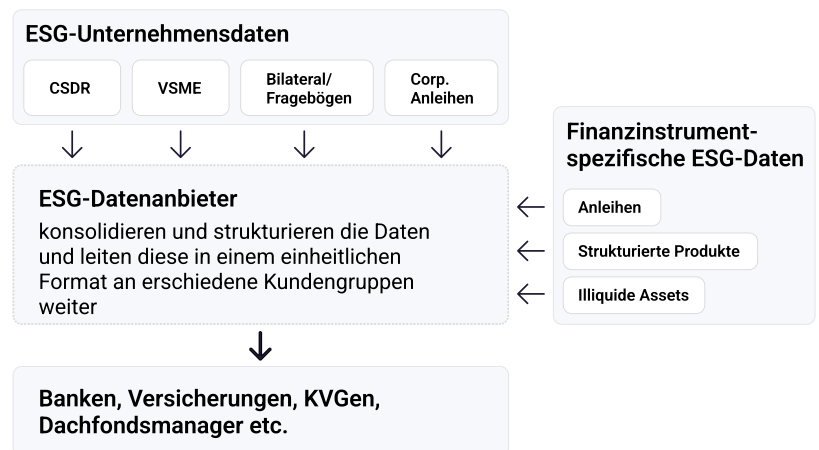 ESG-Unternehmensdaten
CSDR
VSME
Bilateral/
Fragebögen
Corp.
Anleihen
Finanzinstrument-
spezifische ESG-Daten
Anleihen
Strukturierte Produkte
Illiquide Assets
ESG-Datenanbieter
konsolidieren und strukturieren die Daten
und leiten diese in einem einheitlichen
Format an erschiedene Kundengruppen
weiter
Banken, Versicherungen, KVGen,
Dachfondsmanager etc.